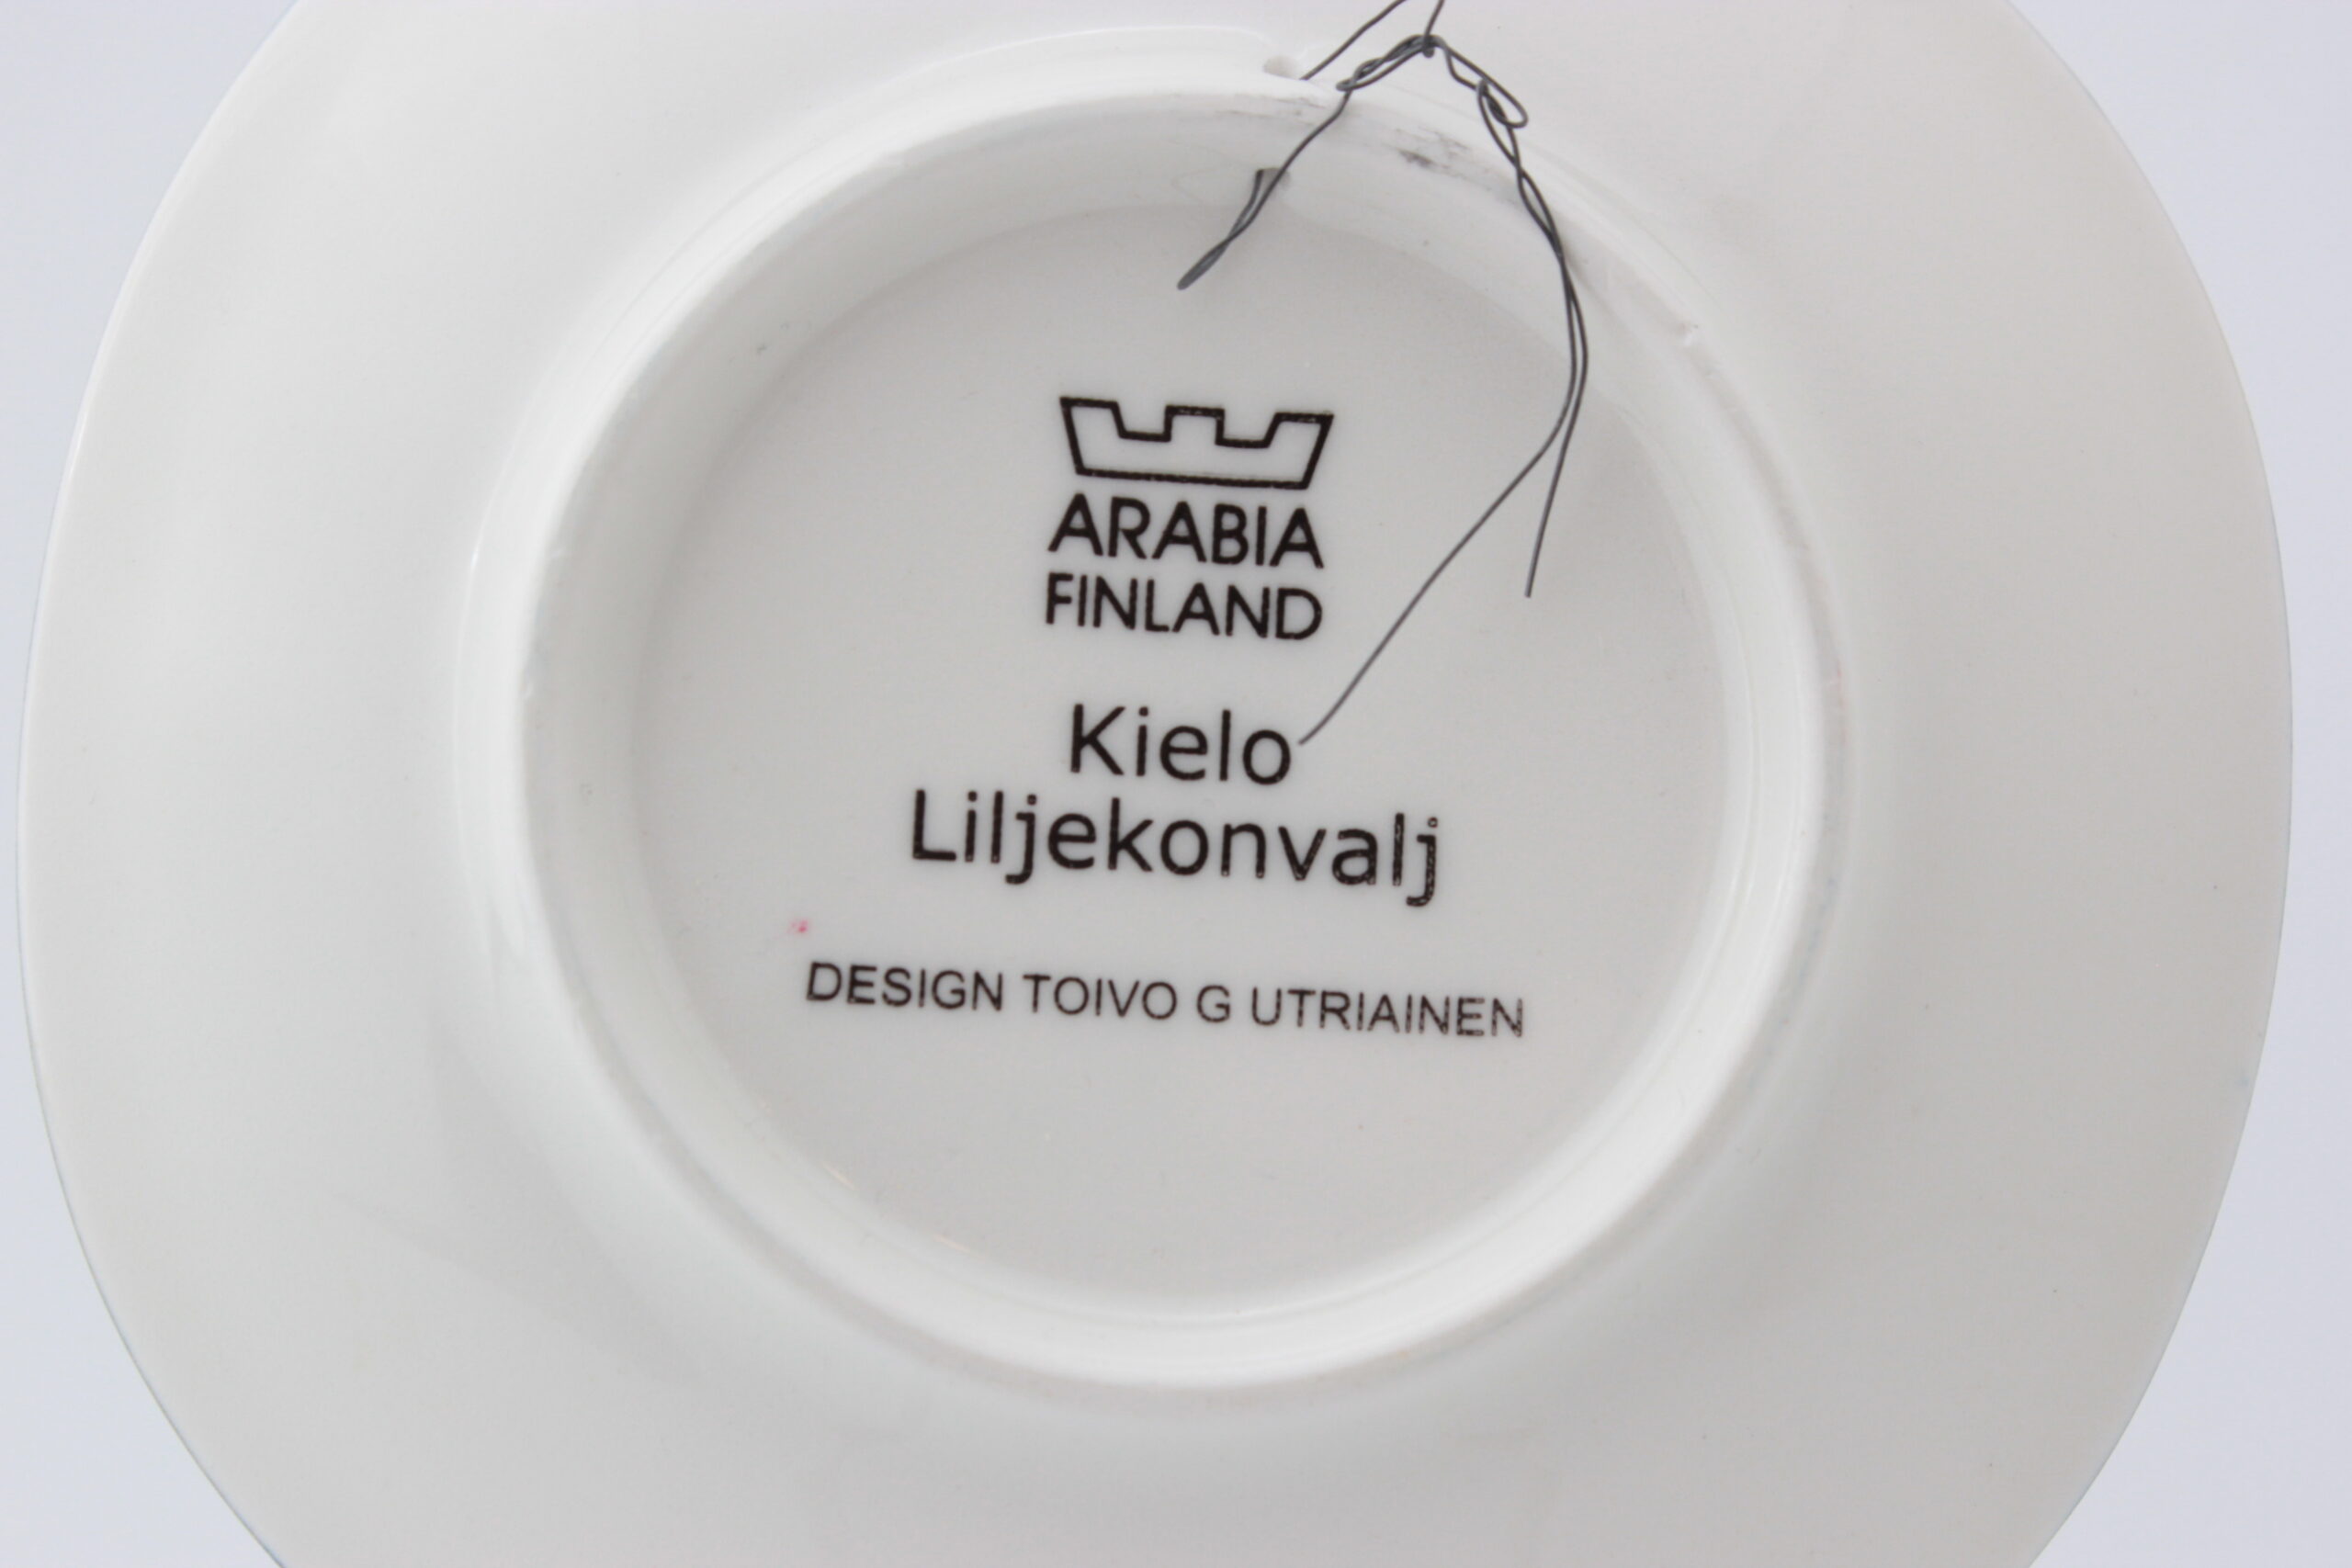 ARABIA
FINLAND
Kielo
Liljekonvalj
DESIGN TOIVO G UTRIAINEN